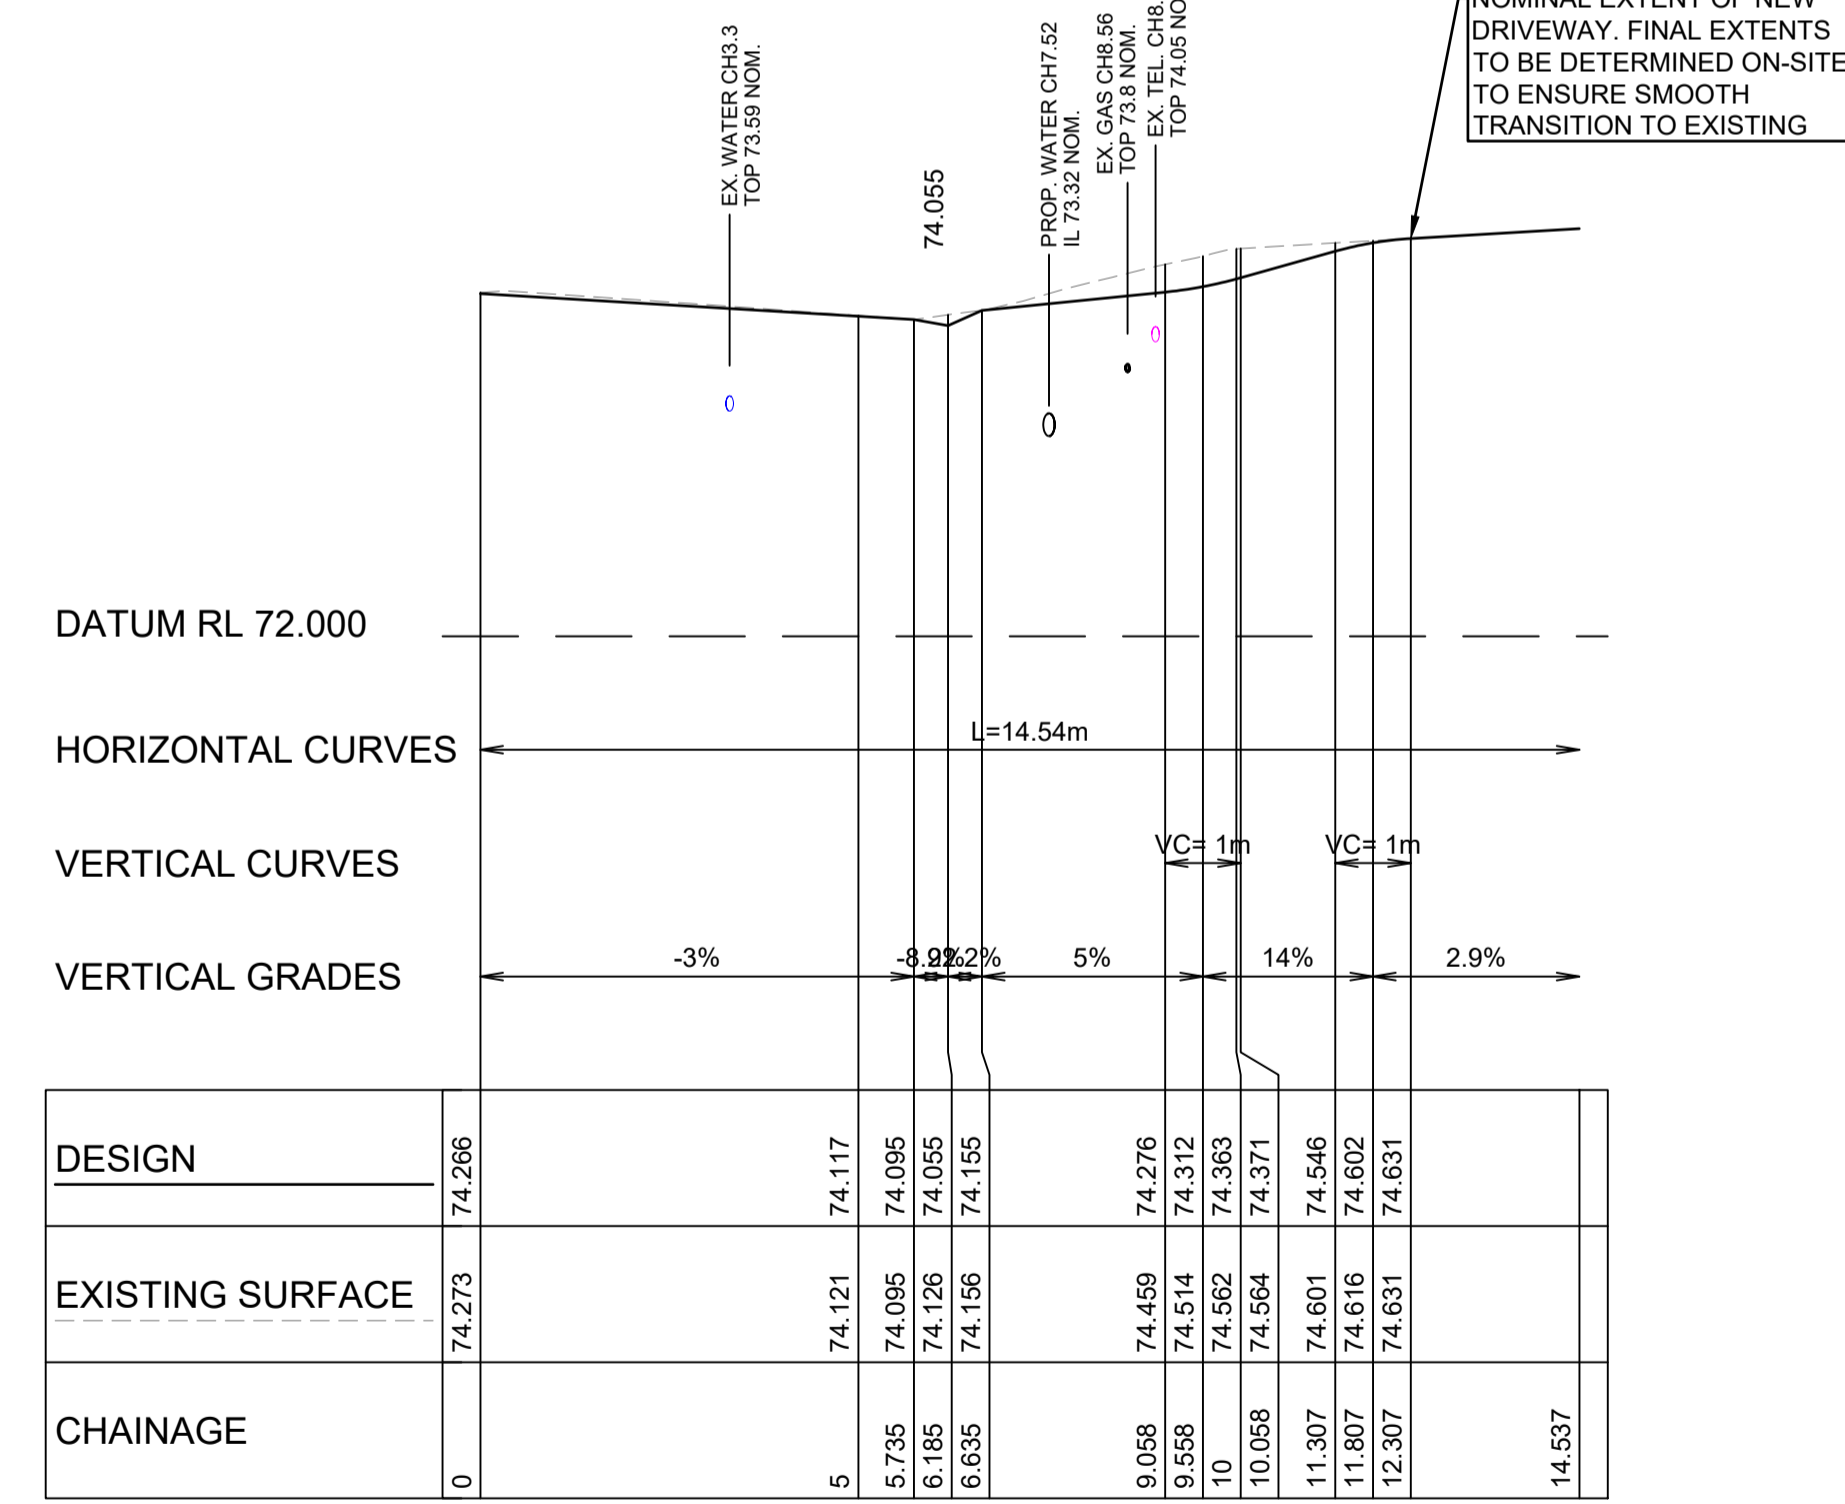 NOMINAL EXTENT OF NEW
DRIVEWAY. FINAL EXTENTS
TO BE DETERMINED ON-SITE
TO ENSURE SMOOTH
TRANSITION TO EXISTING
EX. WATER CH3.3
TOP 73.59 NOM.
74.055
PROP. WATER CH7.52
IL 73.32 NOM.
EX. GAS CH8.56
TOP 73.8 NOM.
EX. TEL. CH8.
TOP 74.05 NO
DATUM RL 72.000
HORIZONTAL CURVES
L=14.54m
VERTICAL CURVES
VC= 1m
VC= 1m
VERTICAL GRADES
-3%
5%
14%
2.9%
DESIGN
74.266
74.117
74.095
74.055
74.155
74.276
74.312
74.363
74.371
74.546
74.602
74.631
EXISTING SURFACE
74.273
74.121
74.095
74.126
74.156
74.459
74.514
74.562
74.564
74.601
74.616
74.631
CHAINAGE
0
5
5.735
6.185
6.635
9.058
9.558
10
10.058
11.307
11.807
12.307
14.537